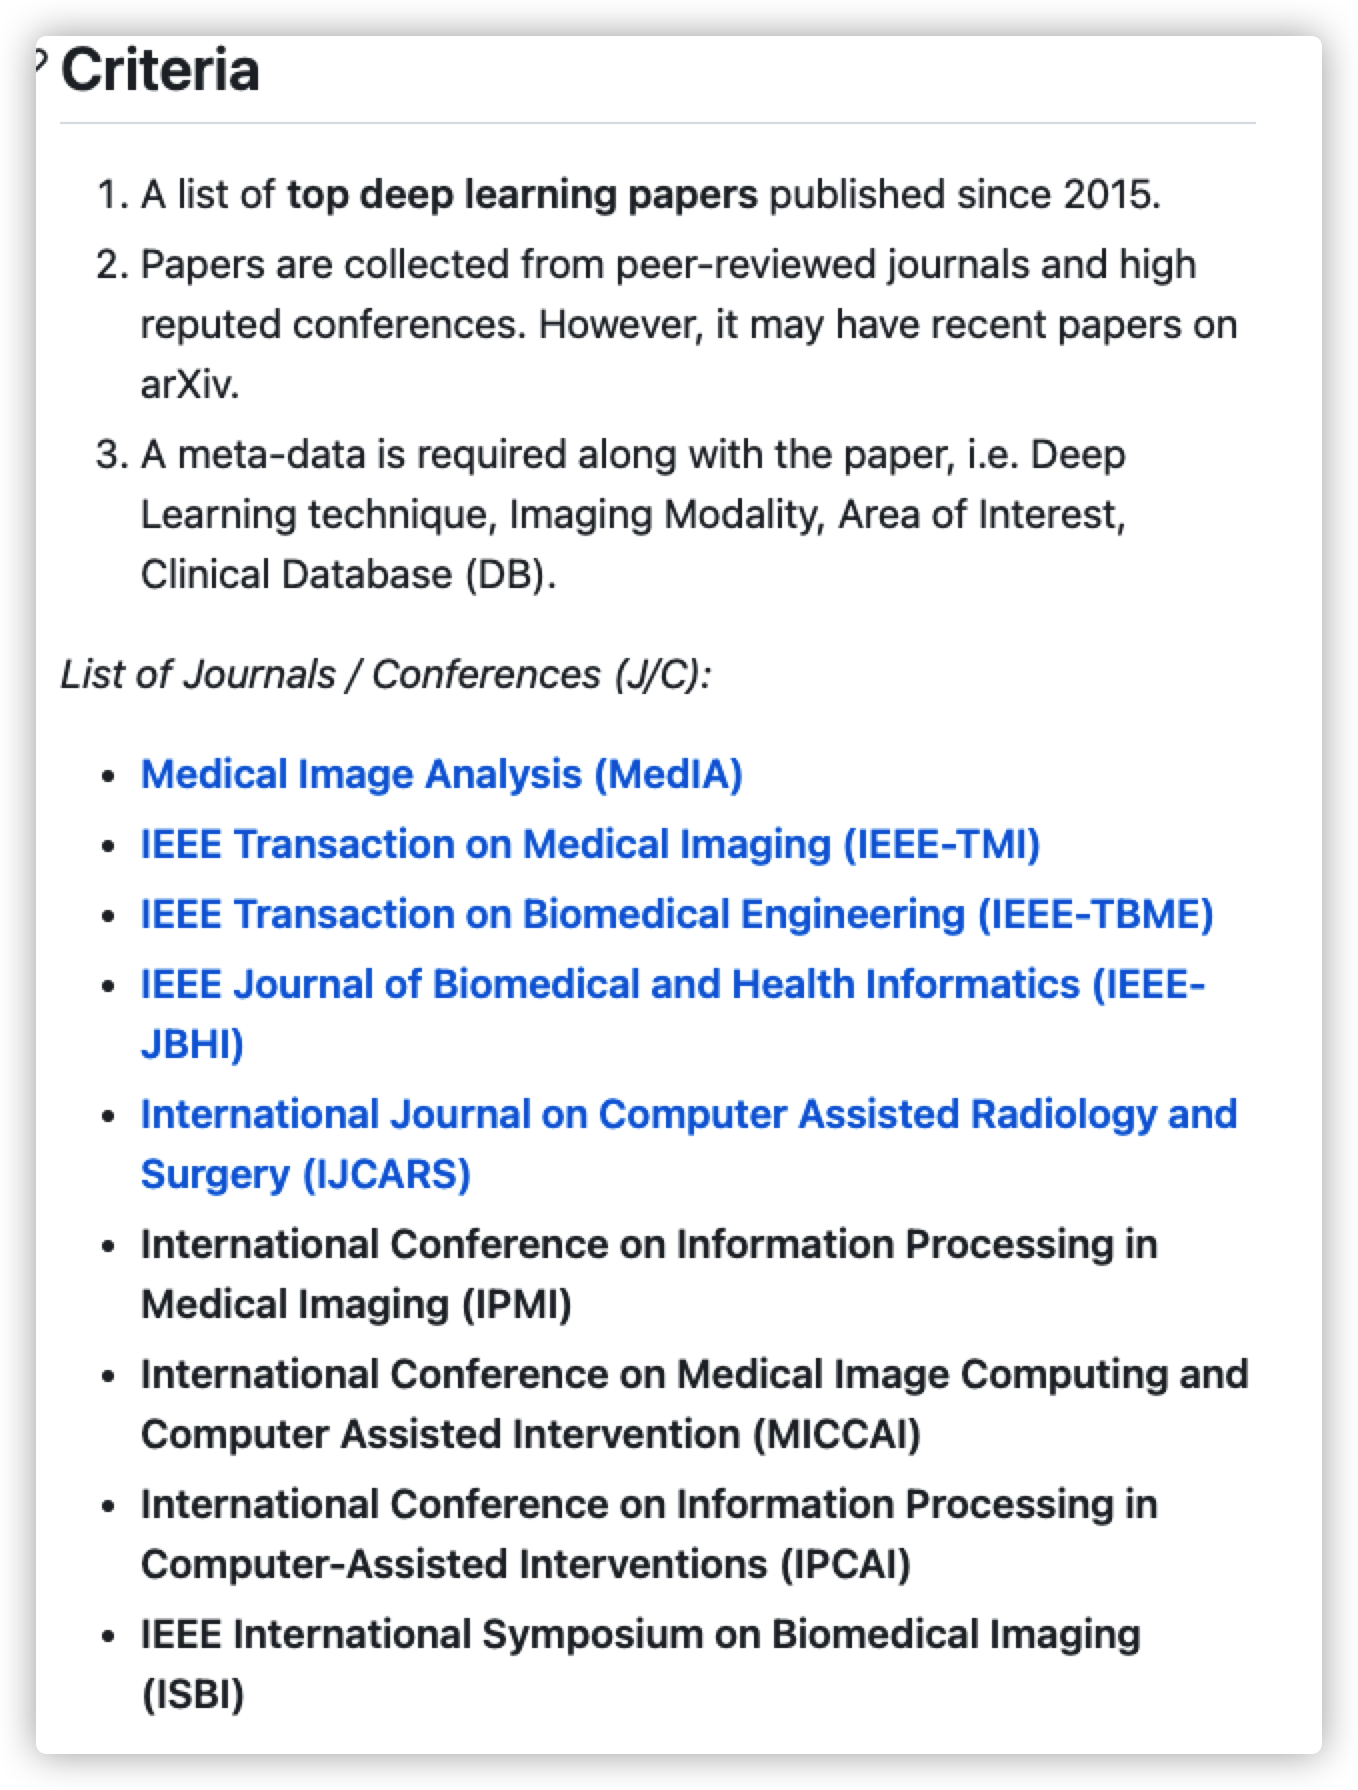 Criteria
1. A list of top deep learning papers published since 2015.
2. Papers are collected from peer-reviewed journals and high
reputed conferences. However, it may have recent papers on
arXiv.
3. A meta-data is required along with the paper, i.e. Deep
Learning technique, Imaging Modality, Area of Interest,
Clinical Database (DB).
List of Journals / Conferences (J/C):
• Medical Image Analysis (MedIA)
• IEEE Transaction on Medical Imaging (IEEE-TMI)
• IEEE Transaction on Biomedical Engineering (IEEE-TBME)
• IEEE Journal of Biomedical and Health Informatics (IEEE-
JBHI)
• International Journal on Computer Assisted Radiology and
Surgery (IJCARS)
• International Conference on Information Processing in
Medical Imaging (IPMI)
• International Conference on Medical Image Computing and
Computer Assisted Intervention (MICCAI)
• International Conference on Information Processing in
Computer-Assisted Interventions (IPCAI)
• IEEE International Symposium on Biomedical Imaging
(ISBI)